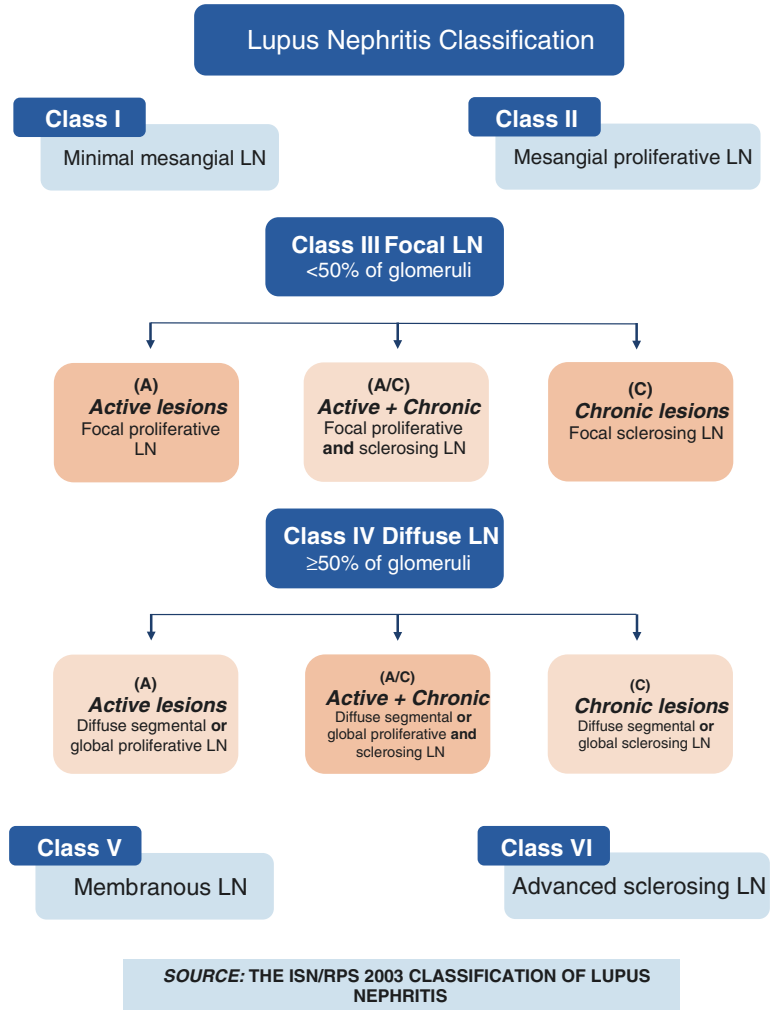 Lupus Nephritis Classification
Class I
Minimal mesangial LN
Class II
Mesangial proliferative LN
Class III Focal LN
<50% of glomeruli
(A)
Active lesions
Focal proliferative
LN
(A/C)
Active + Chronic
Focal proliferative
and sclerosing LN
(C)
Chronic lesions
Focal sclerosing LN
Class IV Diffuse LN
≥50% of glomeruli
(A)
Active lesions
Diffuse segmental or
global proliferative LN
(A/C)
Active + Chronic
Diffuse segmental or
global proliferative and
sclerosing LN
(C)
Chronic lesions
Diffuse segmental or
global sclerosing LN
Class V
Membranous LN
Class VI
Advanced sclerosing LN
SOURCE: THE ISN/RPS 2003 CLASSIFICATION OF LUPUS
NEPHRITIS